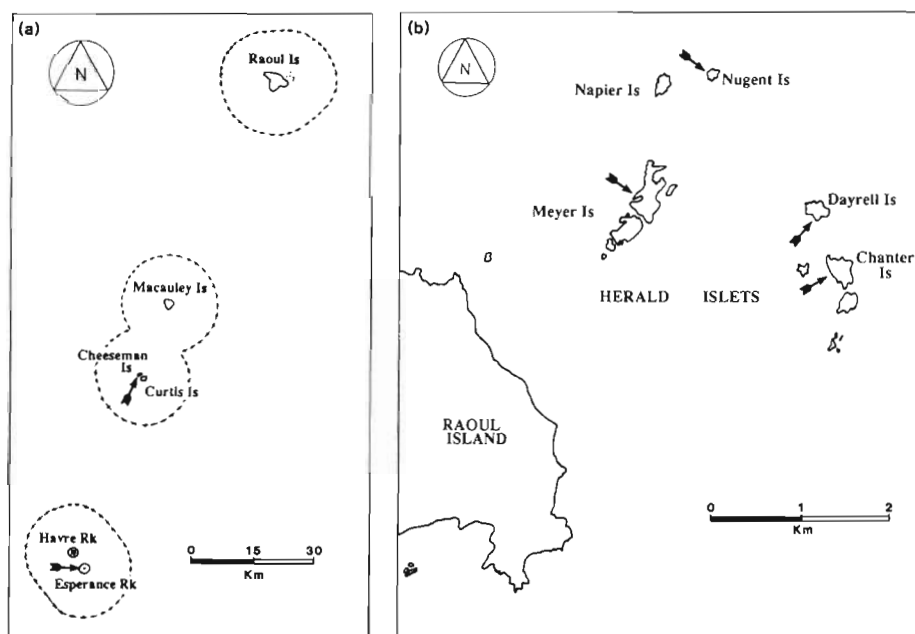 (a)
N
Raoul Is
Macauley Is
Cheeseman
Is
Curtis Is
Havre Rk
Esperance Rk
0 15 30
Km
(b)
N
Napier Is
Nugent Is
Meyer Is
Dayrell Is
Chanter
Is
HERALD ISLETS
RAOUL
ISLAND
0 1 2
Km